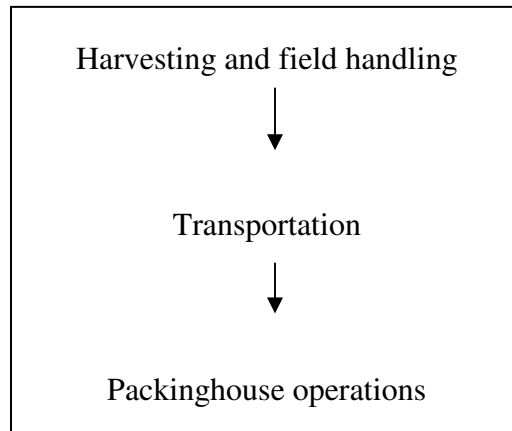 Harvesting and field handling
Transportation
Packinghouse operations